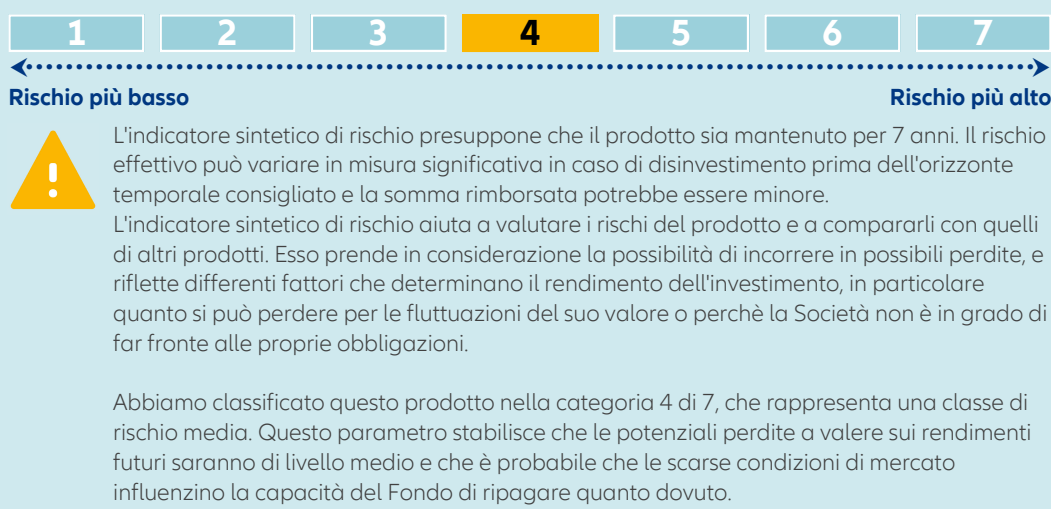 1 2 3 4 5 6 7
Rischio più basso Rischio più alto
L'indicatore sintetico di rischio presuppone che il prodotto sia mantenuto per 7 anni. Il rischio
effettivo può variare in misura significativa in caso di disinvestimento prima dell'orizzonte
temporale consigliato e la somma rimborsata potrebbe essere minore.
L'indicatore sintetico di rischio aiuta a valutare i rischi del prodotto e a compararli con quelli
di altri prodotti. Esso prende in considerazione la possibilità di incorrere in possibili perdite, e
riflette differenti fattori che determinano il rendimento dell'investimento, in particolare
quanto si può perdere per le fluttuazioni del suo valore o perchè la Società non è in grado di
far fronte alle proprie obbligazioni.
Abbiamo classificato questo prodotto nella categoria 4 di 7, che rappresenta una classe di
rischio media. Questo parametro stabilisce che le potenziali perdite a valere sui rendimenti
futuri saranno di livello medio e che è probabile che le scarse condizioni di mercato
influenzino la capacità del Fondo di ripagare quanto dovuto.